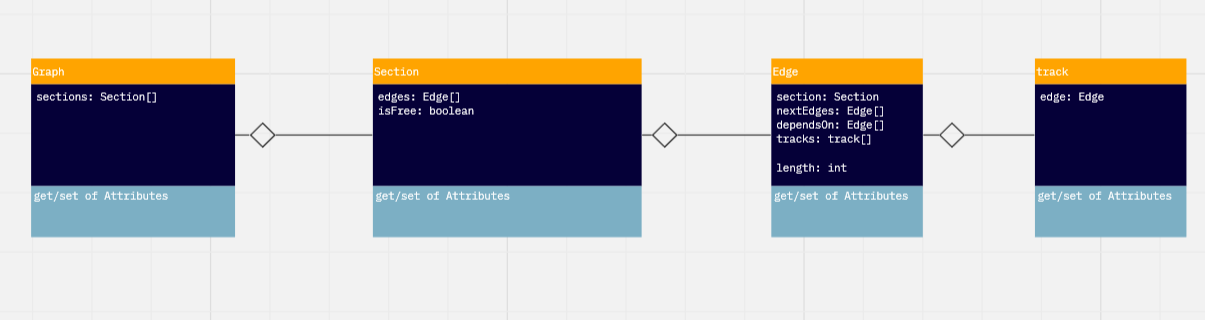 Graph
sections: Section[]
get/set of Attributes
Section
edges: Edge[]
isFree: boolean
get/set of Attributes
Edge
section: Section
nextEdges: Edge[]
dependsOn: Edge[]
tracks: track[]
length: int
get/set of Attributes
track
edge: Edge
get/set of Attributes